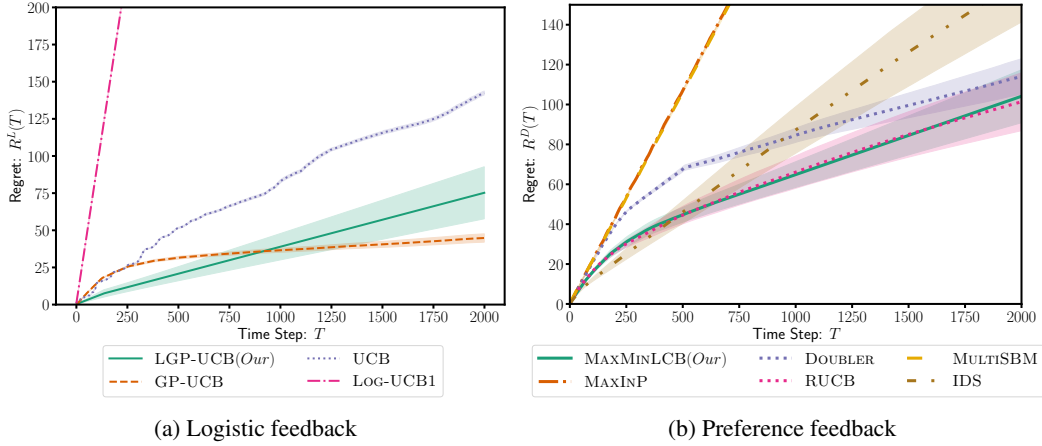 200
175
150
125
100
75
50
25
0
Regret: R^L(T)
0 250 500 750 1000 1250 1500 1750 2000
Time Step: T
LGP-UCB(Our)
GP-UCB
UCB
LOG-UCB1
(a) Logistic feedback
140
120
100
80
60
40
20
0
Regret: R^D(T)
0 250 500 750 1000 1250 1500 1750 2000
Time Step: T
MAXMINLCB(Our)
MAXINP
DOUBLER
RUCB
MULTISBM
IDS
(b) Preference feedback